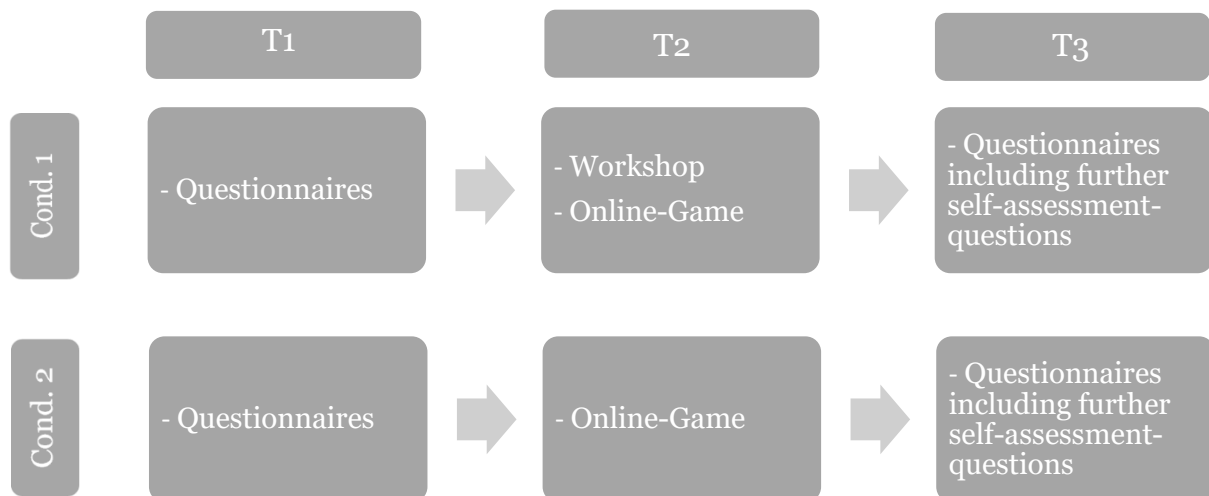 T1
T2
T3
Cond. 1
- Questionnaires
- Workshop
- Online-Game
- Questionnaires
including further
self-assessment-
questions
Cond. 2
- Questionnaires
- Online-Game
- Questionnaires
including further
self-assessment-
questions